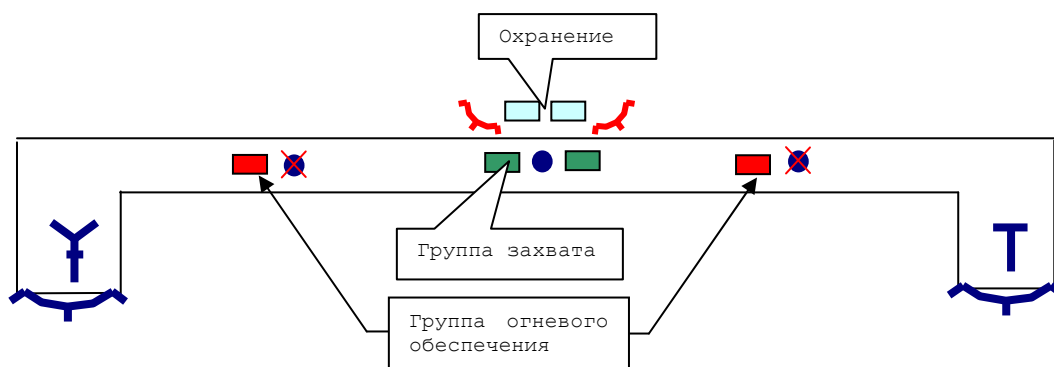 Охранение
Группа захвата
Группа огневого
обеспечения